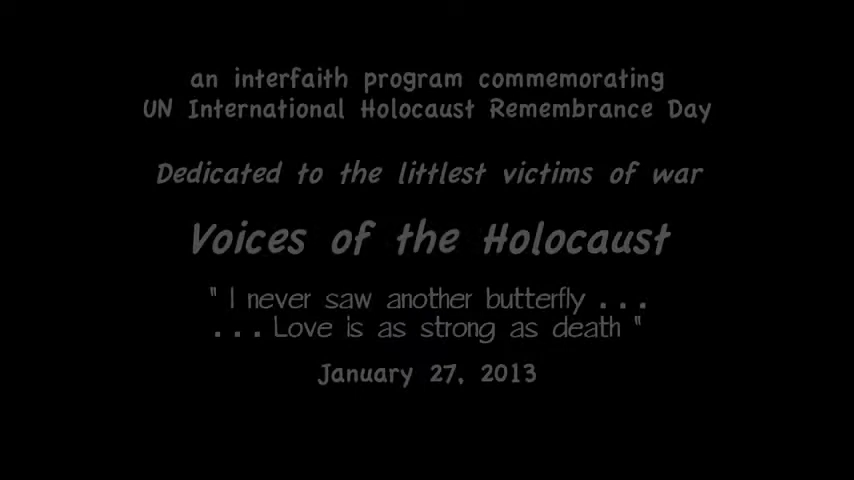 an interfaith program commemorating
UN International Holocaust Remembrance Day
Dedicated to the littlest victims of war
Voices of the Holocaust
" I never saw another butterfly . . .
. . . Love is as strong as death "
January 27, 2013